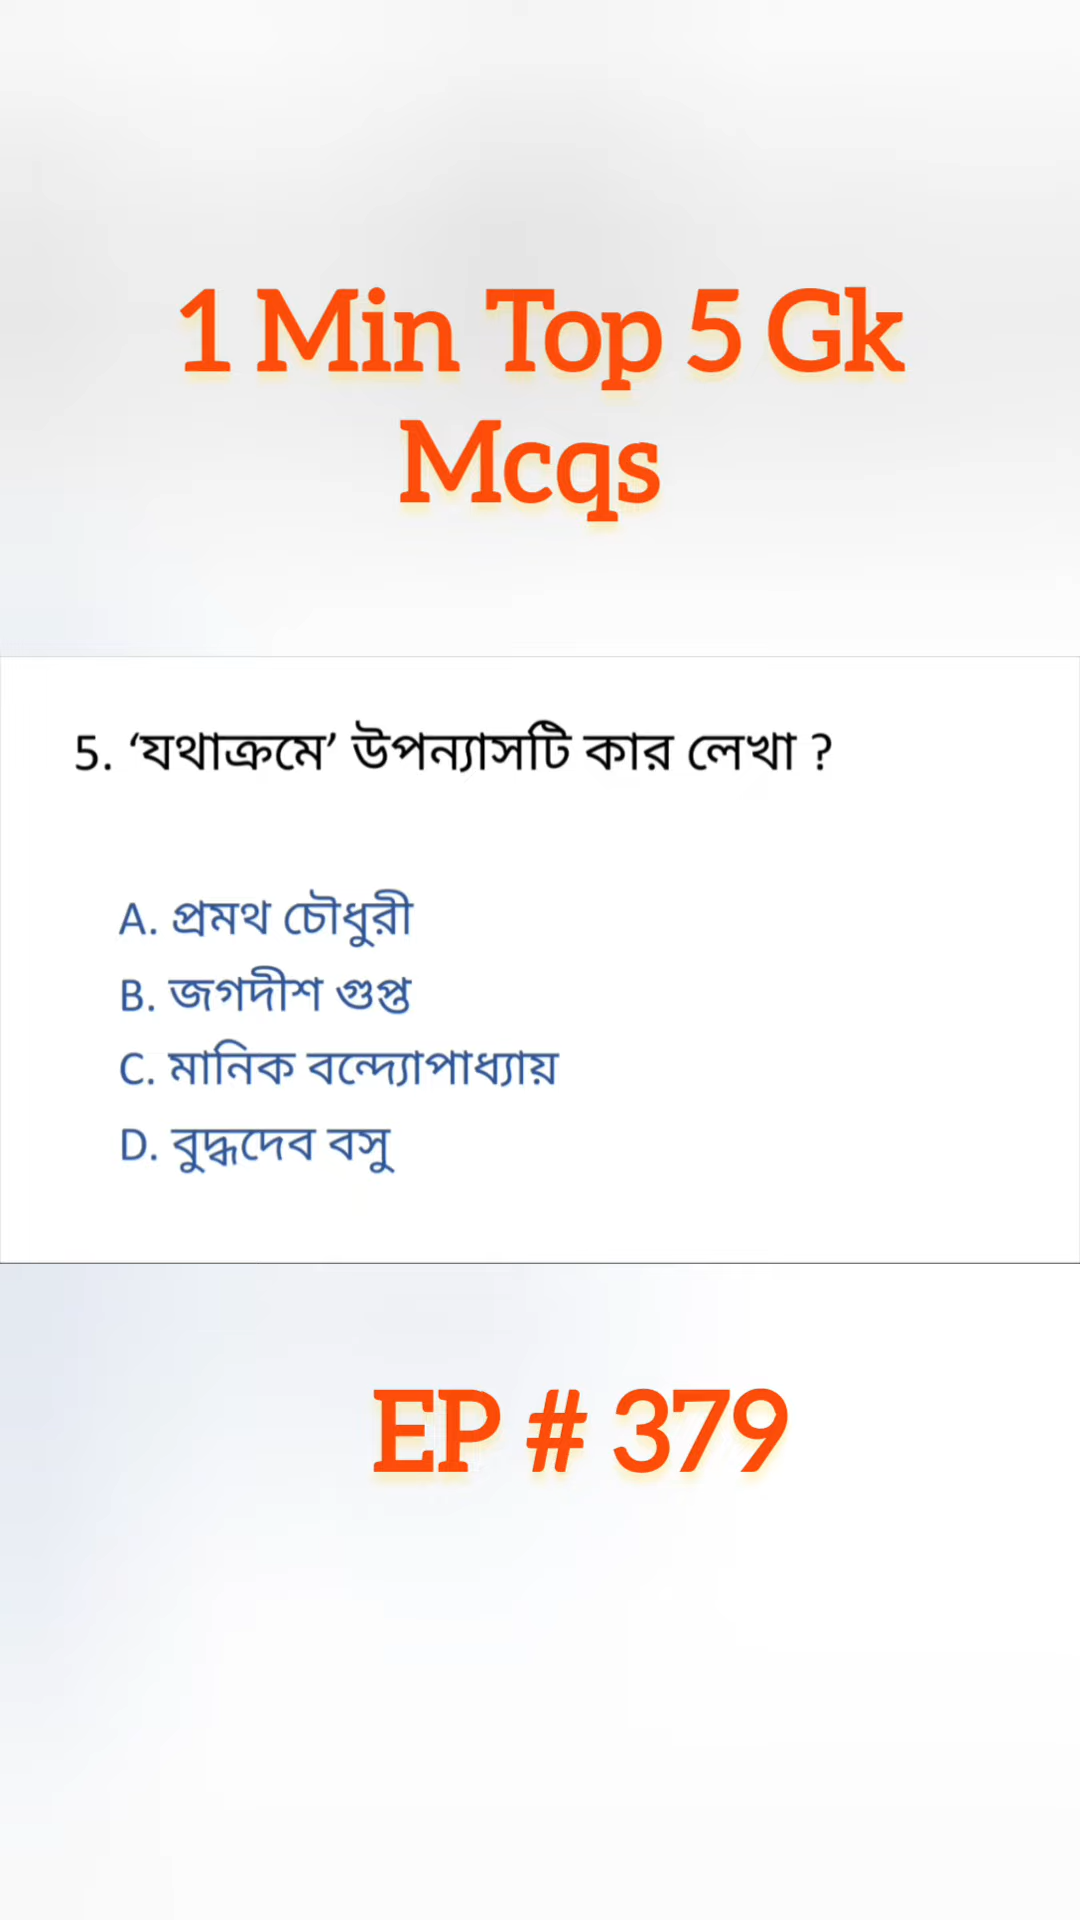 1 Min Top 5 Gk
Mcqs
5. ‘যথাক্রমে’ উপন্যাসটি কার লেখা ?
A. প্রমথ চৌধুরী
B. জগদীশ গুপ্ত
C. মানিক বন্দ্যোপাধ্যায়
D. বুদ্ধদেব বসু
EP # 379